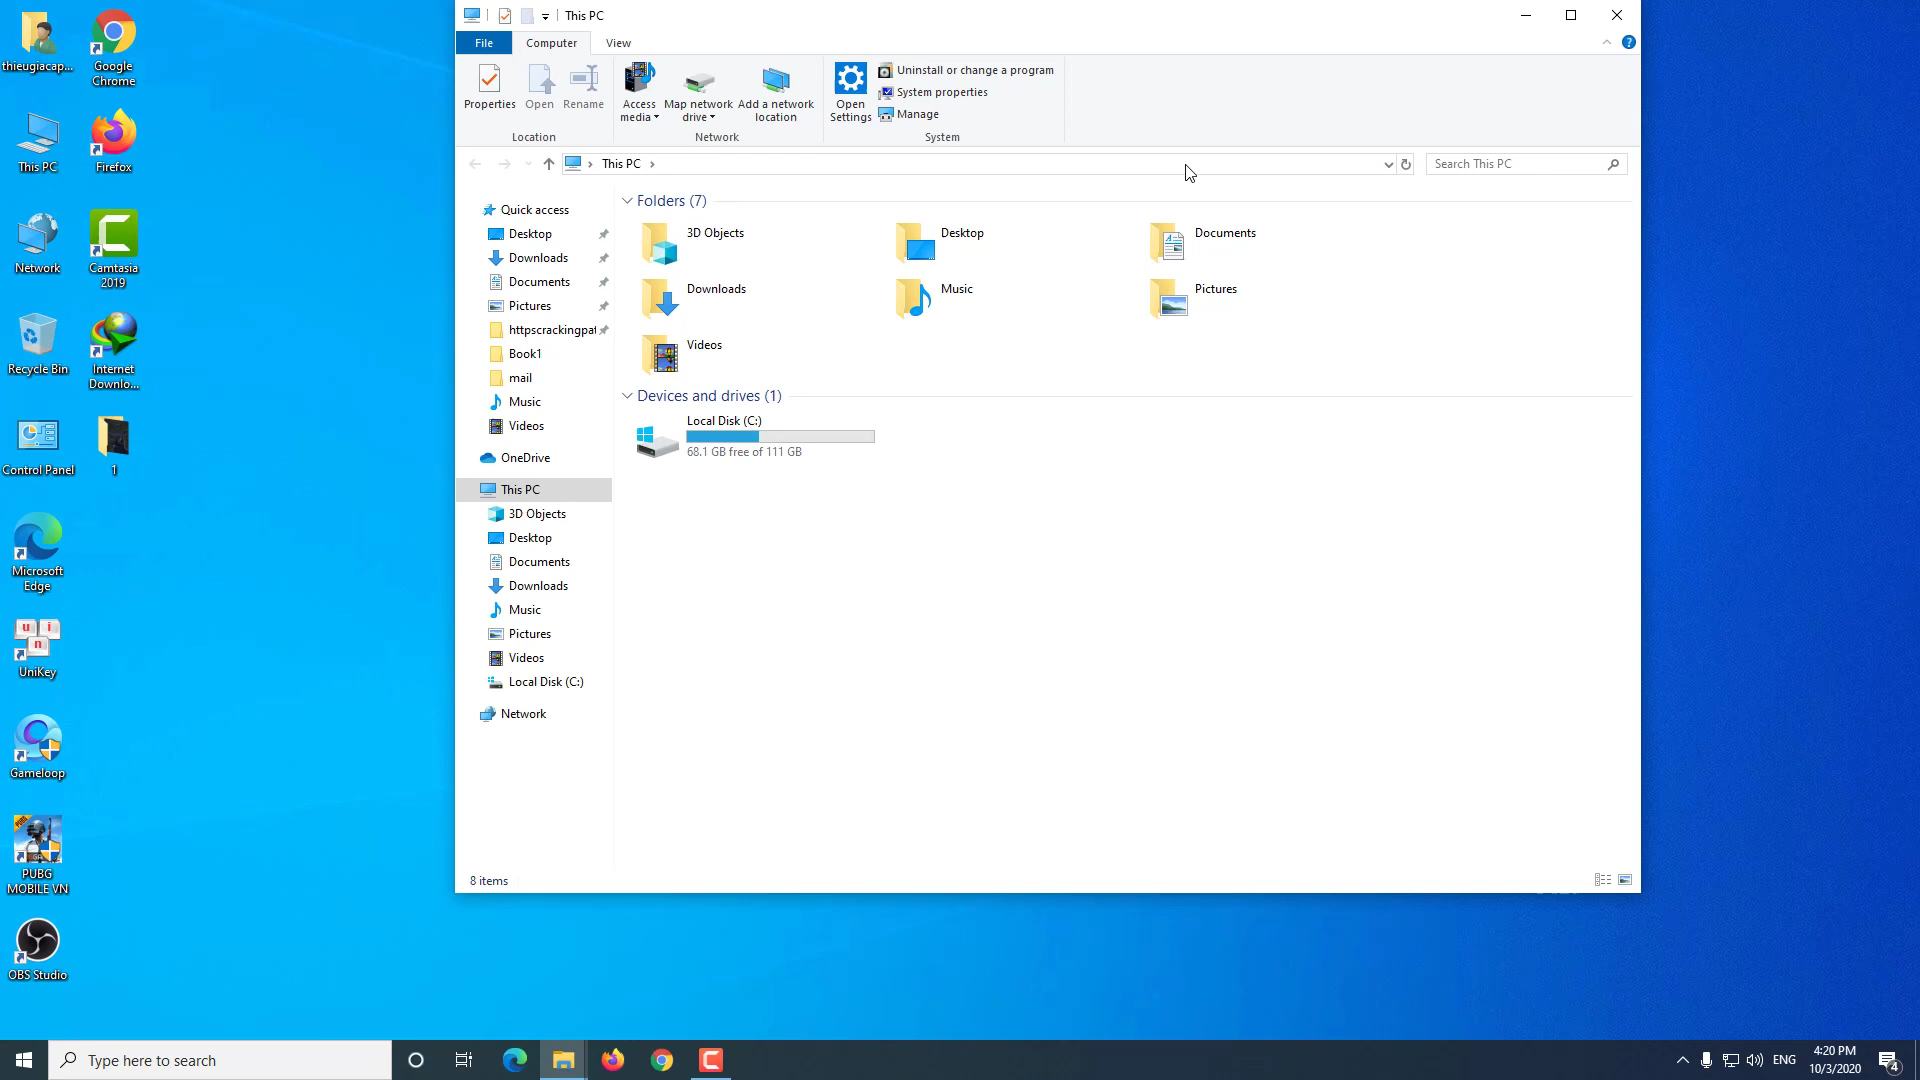 thieugiacap...
Google
Chrome
This PC
Firefox
Network
Camtasia
2019
Recycle Bin
Internet
Downlo...
Control Panel
1
Microsoft
Edge
UniKey
Gameloop
PUBG
MOBILE VN
OBS Studio
This PC
File
Computer
View
Properties
Open
Rename
Location
Access
media
Map network
drive
Add a network
location
Network
Open
Settings
Uninstall or change a program
System properties
Manage
System
This PC
Search This PC
Quick access
Desktop
Downloads
Documents
Pictures
httpscrackingpat
Book1
mail
Music
Videos
OneDrive
This PC
3D Objects
Desktop
Documents
Downloads
Music
Pictures
Videos
Local Disk (C:)
Network
Folders (7)
3D Objects
Desktop
Documents
Downloads
Music
Pictures
Videos
Devices and drives (1)
Local Disk (C:)
68.1 GB free of 111 GB
8 items
Type here to search
ENG
4:20 PM
10/3/2020
4